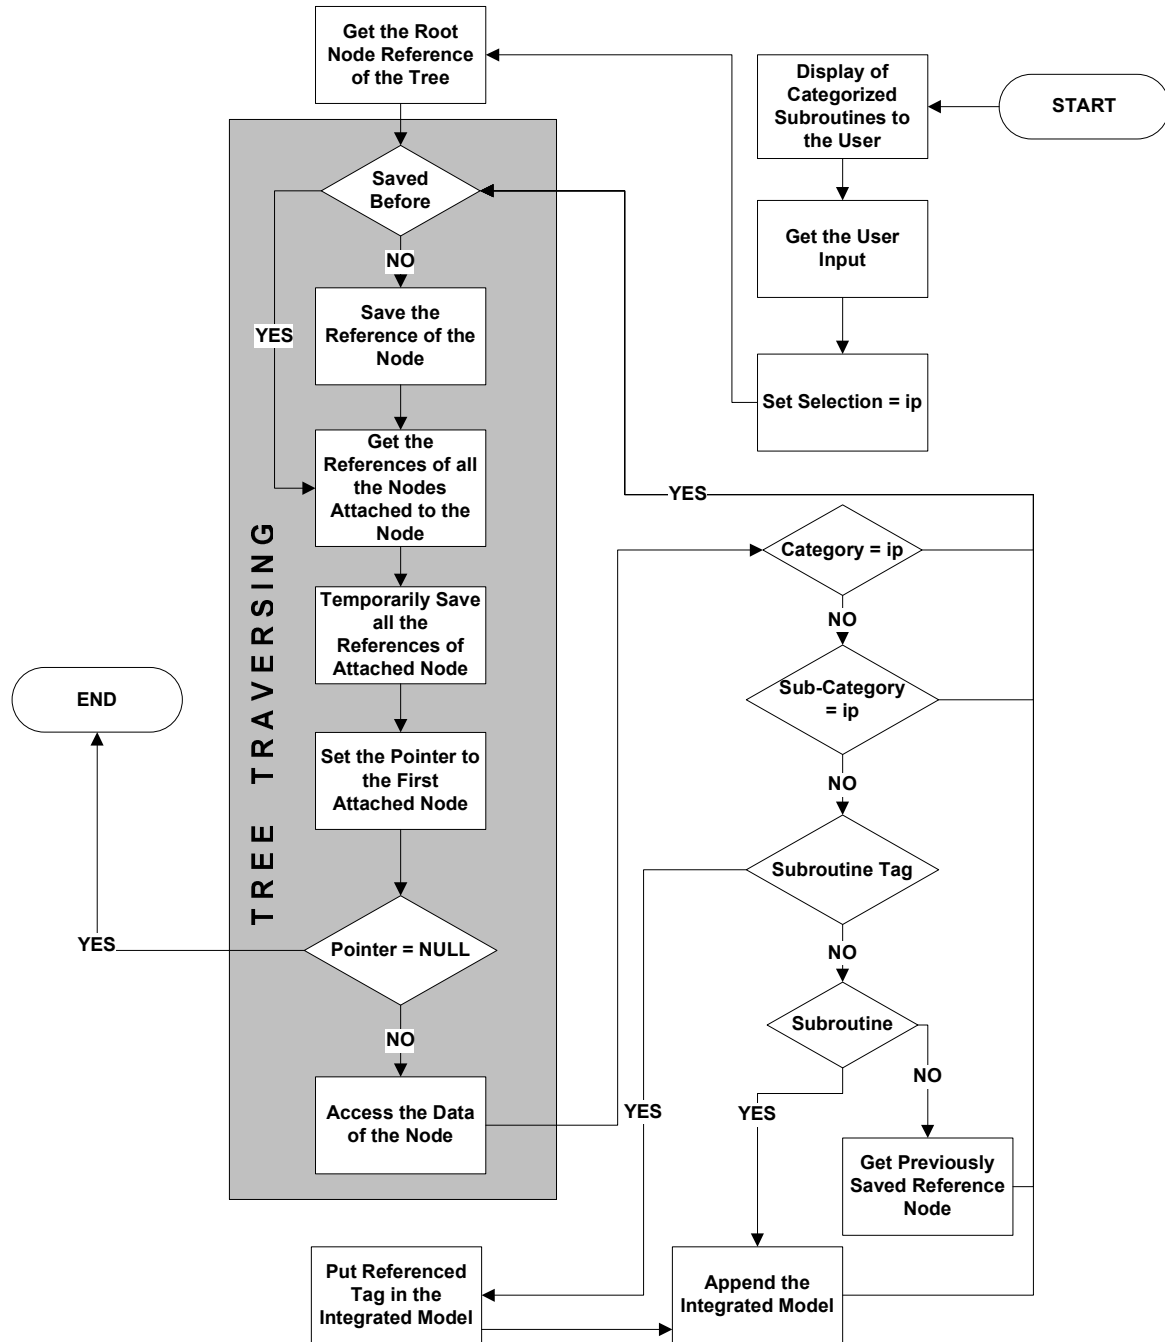 Get the Root
Node Reference
of the Tree
Display of
Categorized
Subroutines to
the User
START
Saved
Before
Get the User
Input
NO
Save the
Reference of the
Node
YES
Set Selection = ip
Get the
References of all
the Nodes
Attached to the
Node
YES
Category = ip
NO
Temporarily Save
all the
References of
Attached Node
Sub-Category
= ip
END
TREE TRAVERSING
Set the Pointer to
the First
Attached Node
NO
Subroutine Tag
YES
Pointer = NULL
NO
Subroutine
NO
NO
YES
YES
Access the Data
of the Node
Get Previously
Saved Reference
Node
Put Referenced
Tag in the
Integrated Model
Append the
Integrated Model